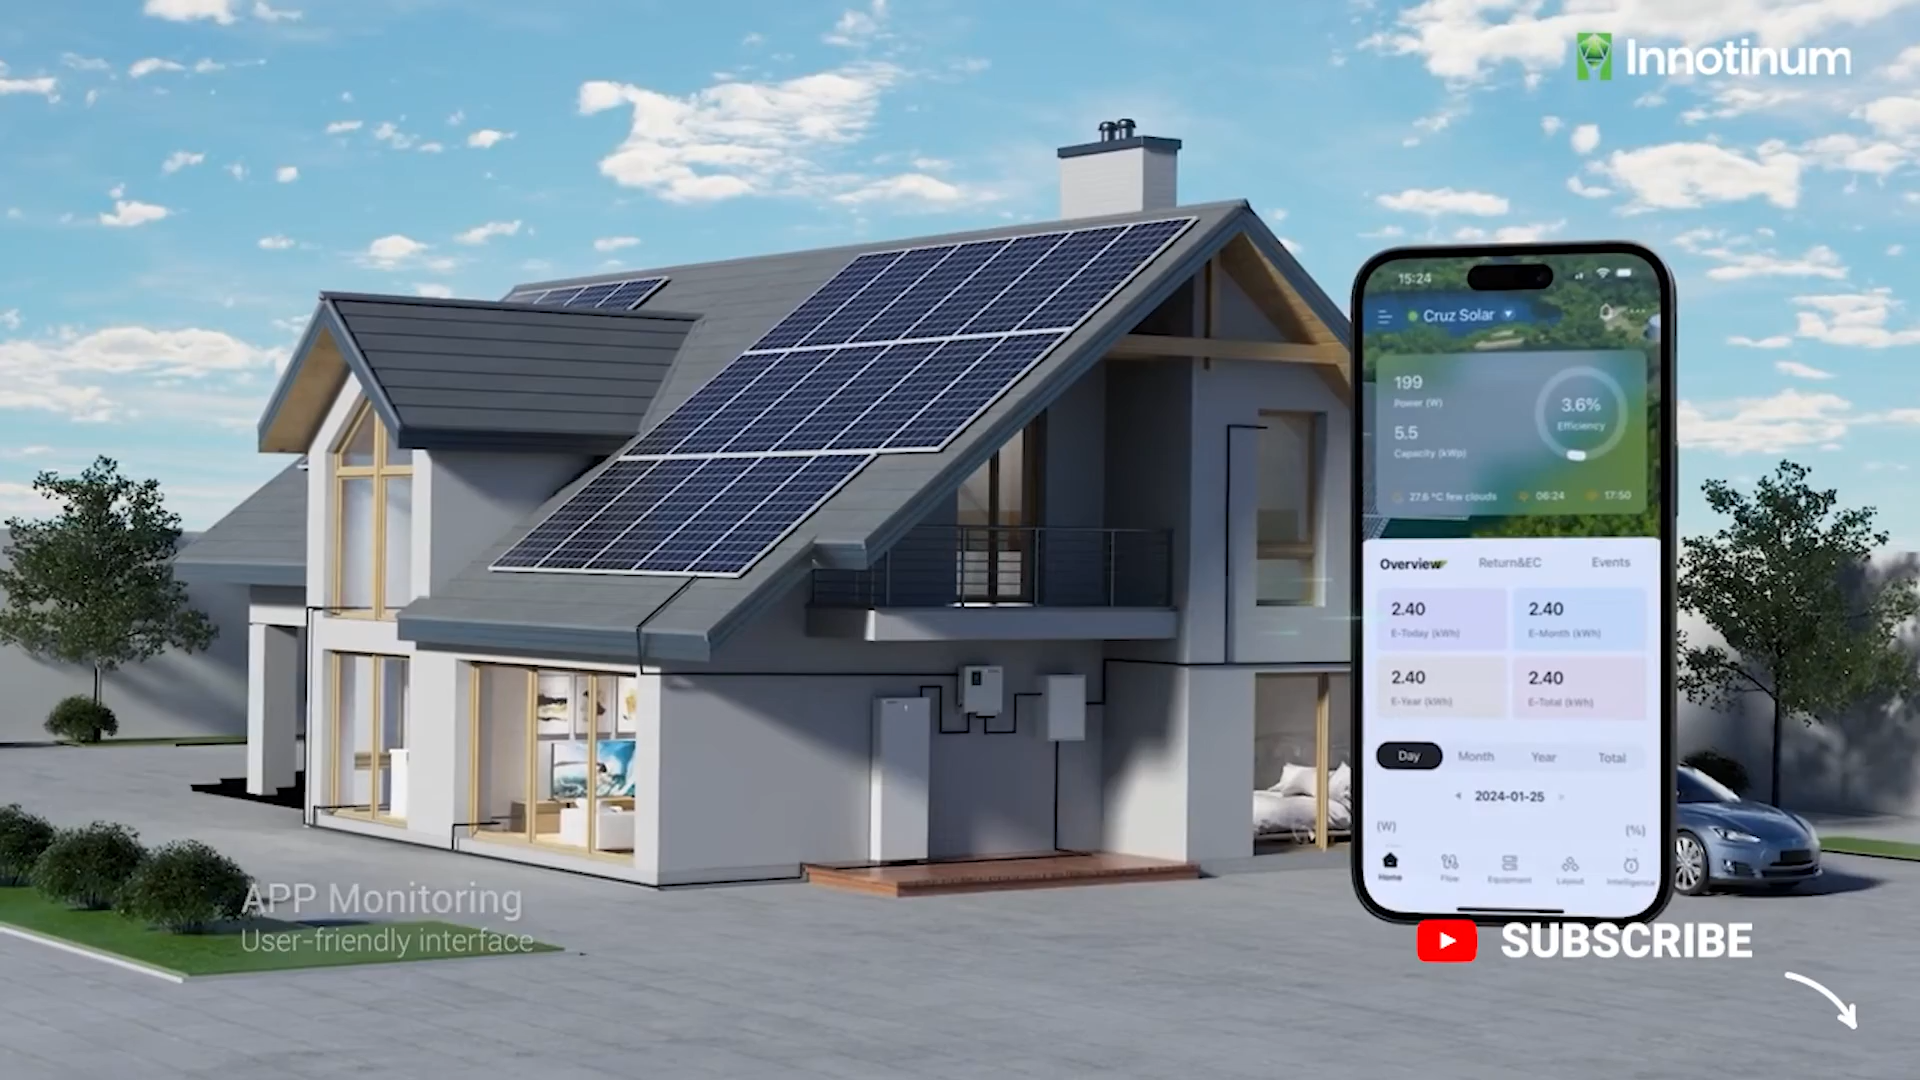 Innotinum
15:24
Cruz Solar
199
Power (W)
3.6%
Efficiency
5.5
Capacity (kWp)
27.6 °C few clouds 06:24 17:50
Overview Return&EC Events
2.40 2.40
E-Today (kWh) E-Month (kWh)
2.40 2.40
E-Year (kWh) E-Total (kWh)
Day Month Year Total
2024-01-25
(W) (%)
Home Flow Equipment Layout Intelligence
APP Monitoring
User-friendly interface
SUBSCRIBE